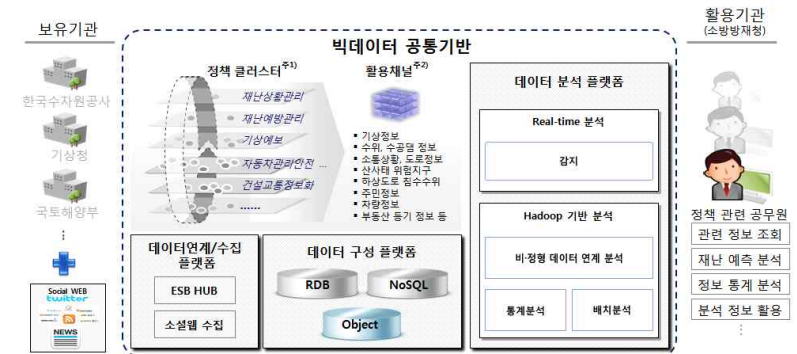 보유기관
한국수자원공사
기상청
국토해양부
Social WEB
twitter
NEWS
빅데이터 공통기반
정책 클러스터주1)
재난상황관리
재난예방관리
기상예보
자동차관리안전 ...
건설교통정보화
......
활용채널주2)
▪ 기상정보
▪ 수위, 수공댐 정보
▪ 소통상황, 도로정보
▪ 산사태 위험지구
▪ 하상도로 침수수위
▪ 주민정보
▪ 차량정보
▪ 부동산 등기 정보 등
데이터연계/수집
플랫폼
ESB HUB
소셜웹 수집
데이터 구성 플랫폼
RDB
NoSQL
Object
데이터 분석 플랫폼
Real-time 분석
감지
Hadoop 기반 분석
비·정형 데이터 연계 분석
통계분석
배치분석
활용기관
(소방방재청)
정책 관련 공무원
관련 정보 조회
재난 예측 분석
정보 통계 분석
분석 정보 활용